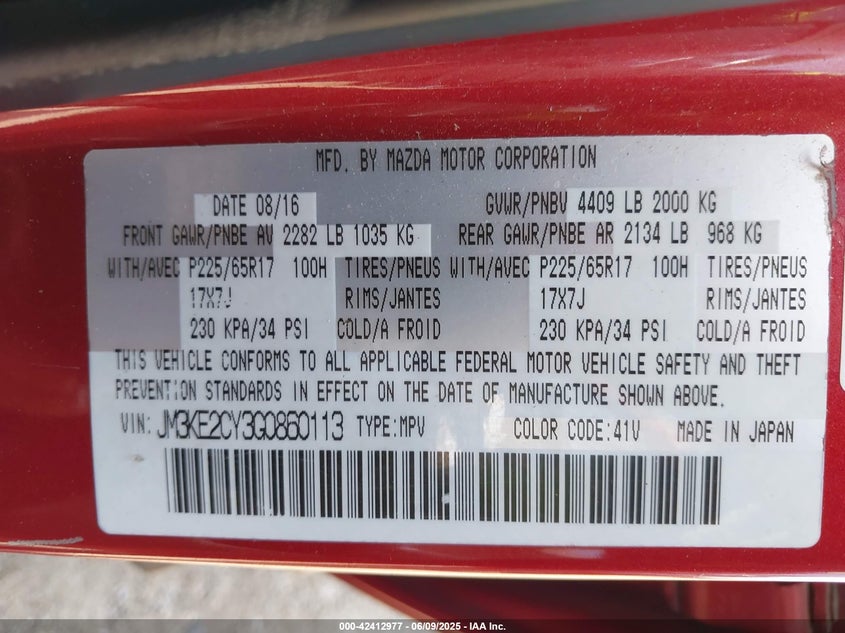 MFD. BY MAZDA MOTOR CORPORATION
DATE 08/16 GVWR/PNBV 4409 LB 2000 KG
FRONT GAWR/PNBE AV 2282 LB 1035 KG REAR GAWR/PNBE AR 2134 LB 968 KG
WITH/AVEC P225/65R17 100H TIRES/PNEUS WITH/AVEC P225/65R17 100H TIRES/PNEUS
17X7J RIMS/JANTES 17X7J RIMS/JANTES
230 KPA/34 PSI COLD/A FROID 230 KPA/34 PSI COLD/A FROID
THIS VEHICLE CONFORMS TO ALL APPLICABLE FEDERAL MOTOR VEHICLE SAFETY AND THEFT
PREVENTION STANDARDS IN EFFECT ON THE DATE OF MANUFACTURE SHOWN ABOVE.
VIN: JM3KE2CY3G0860113 TYPE:MPV COLOR CODE:41V MADE IN JAPAN
000-42412977 - 06/09/2025 - IAA Inc.